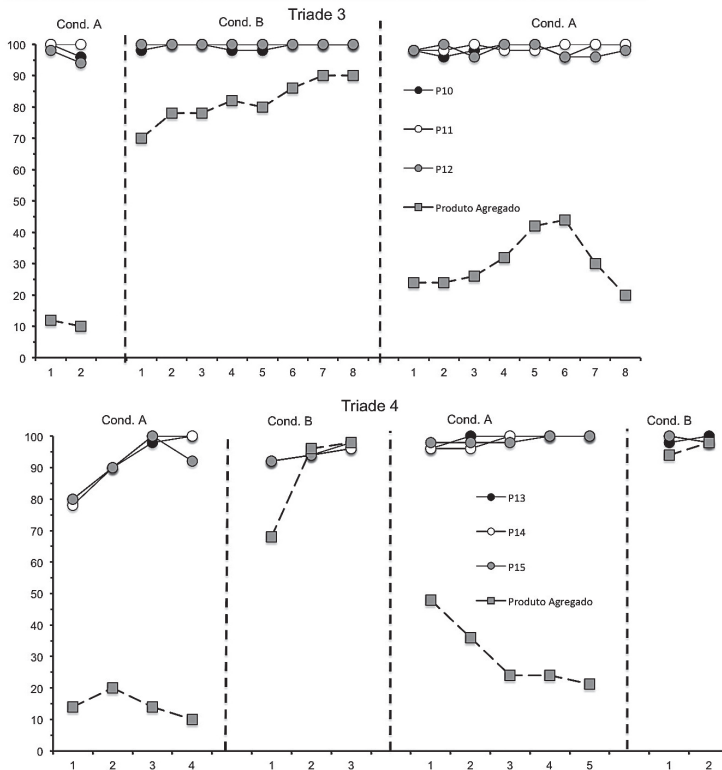 Triade 3
Cond. A
Cond. B
Cond. A
100
90
80
70
60
50
40
30
20
10
0
P10
P11
P12
Produto Agregado
1 2 1 2 3 4 5 6 7 8 1 2 3 4 5 6 7 8
Triade 4
Cond. A
Cond. B
Cond. A
Cond. B
100
90
80
70
60
50
40
30
20
10
0
P13
P14
P15
Produto Agregado
1 2 3 4 1 2 3 1 2 3 4 5 1 2